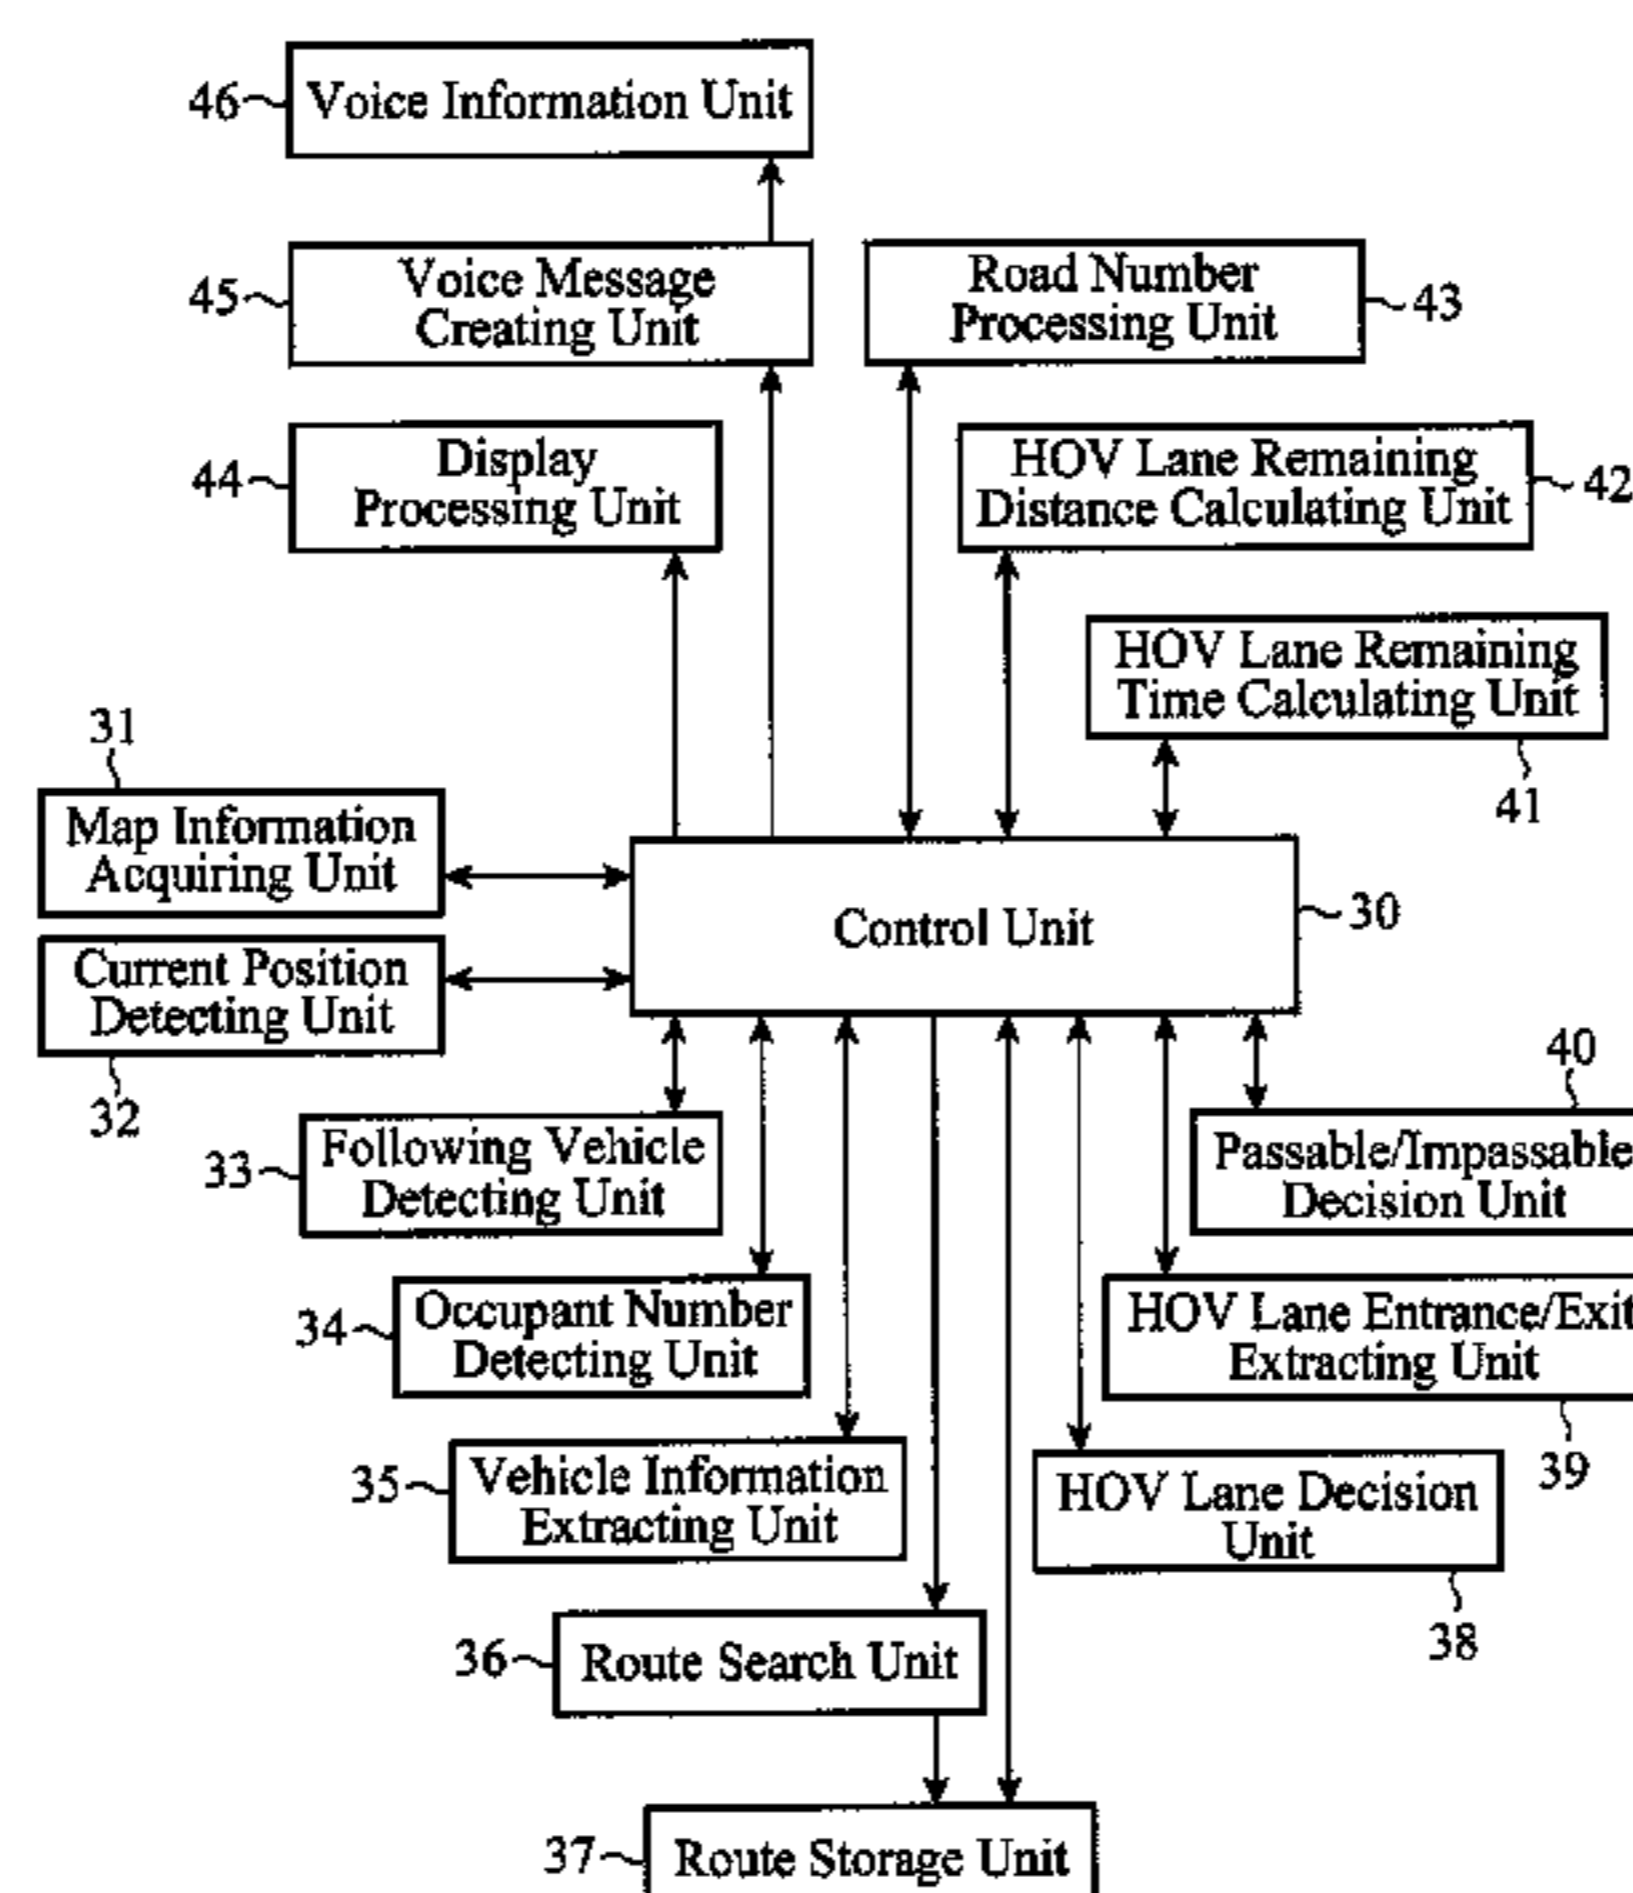 46
Voice Information Unit
45
Voice Message
Creating Unit
Road Number
Processing Unit
43
44
Display
Processing Unit
HOV Lane Remaining
Distance Calculating Unit
42
HOV Lane Remaining
Time Calculating Unit
41
31
Map Information
Acquiring Unit
Control Unit
30
Current Position
Detecting Unit
32
40
33
Following Vehicle
Detecting Unit
Passable/Impassable
Decision Unit
34
Occupant Number
Detecting Unit
HOV Lane Entrance/Exit
Extracting Unit
39
35
Vehicle Information
Extracting Unit
HOV Lane Decision
Unit
38
36
Route Search Unit
37
Route Storage Unit